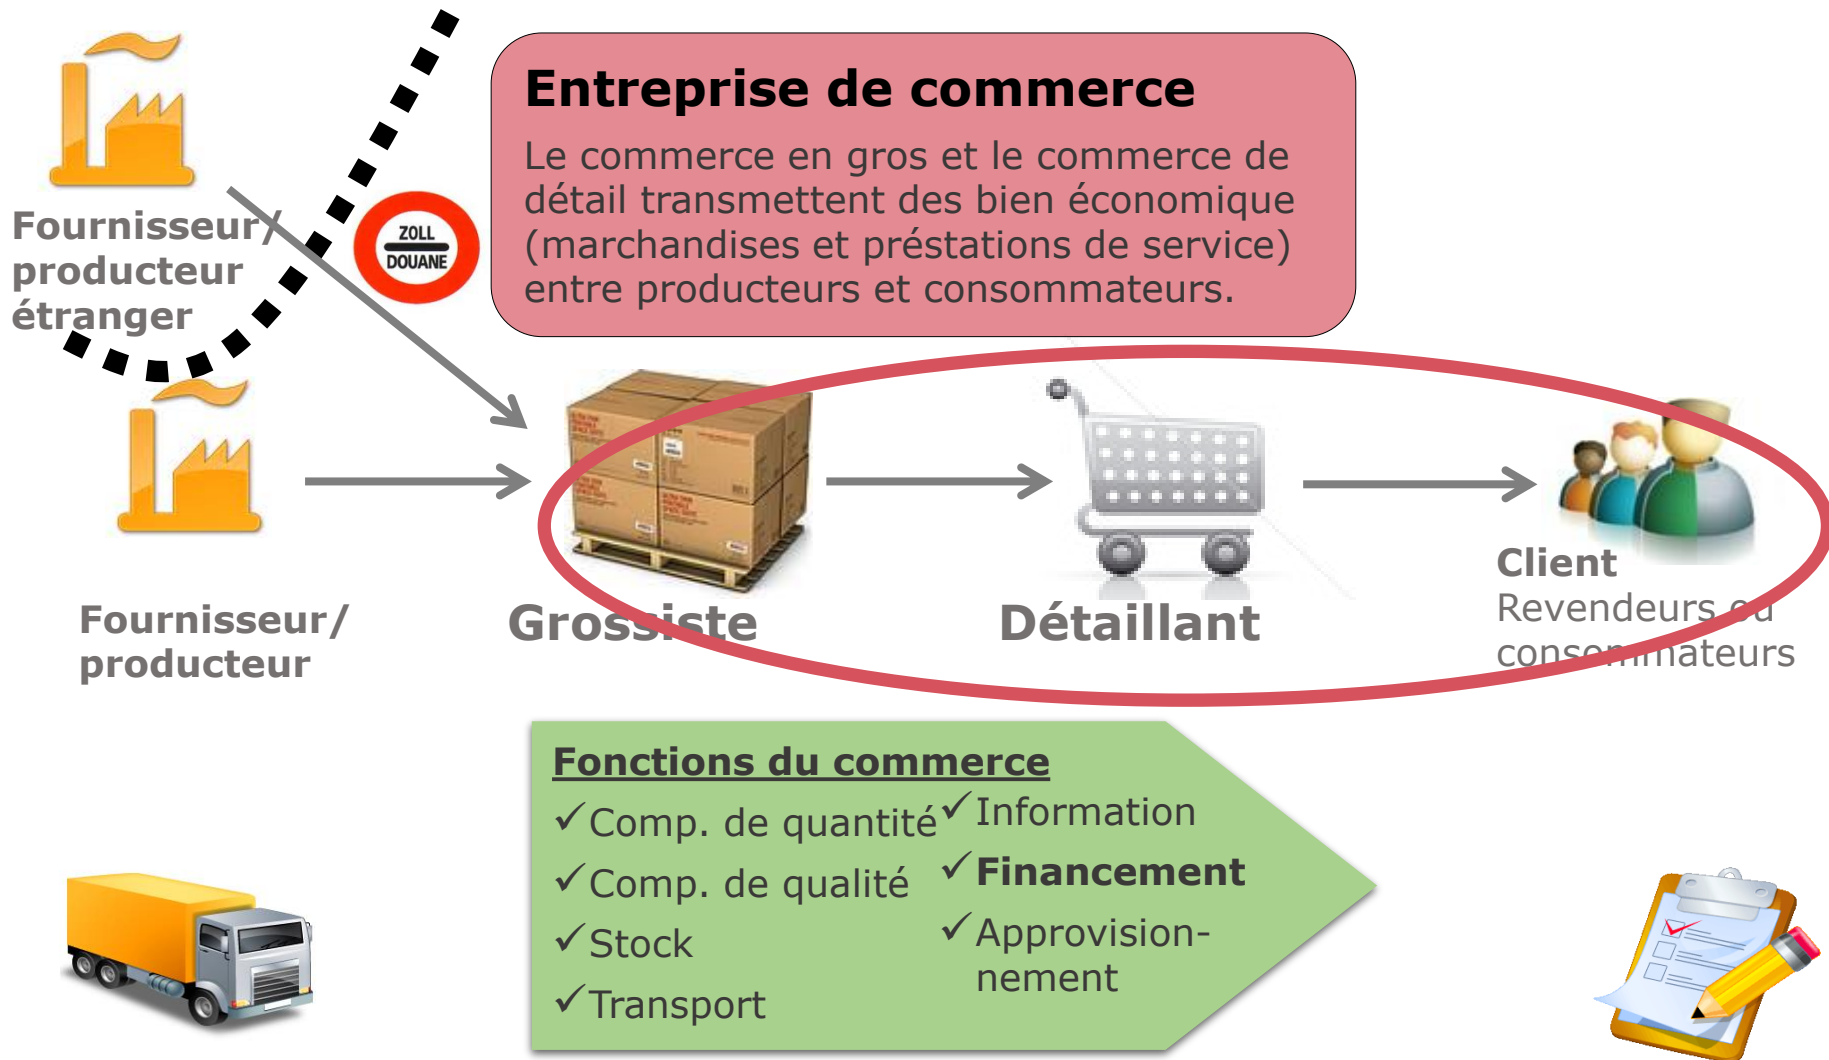 Entreprise de commerce
Le commerce en gros et le commerce de
détail transmettent des bien économique
(marchandises et préstations de service)
entre producteurs et consommateurs.
Fournisseur/
producteur
étranger
ZOLL
DOUANE
Fournisseur/
producteur
Grossiste
Détaillant
Client
Revendeurs ou
consommateurs
Fonctions du commerce
✓Comp. de quantité
✓Comp. de qualité
✓Stock
✓Transport
✓Information
✓Financement
✓Approvision-
nement